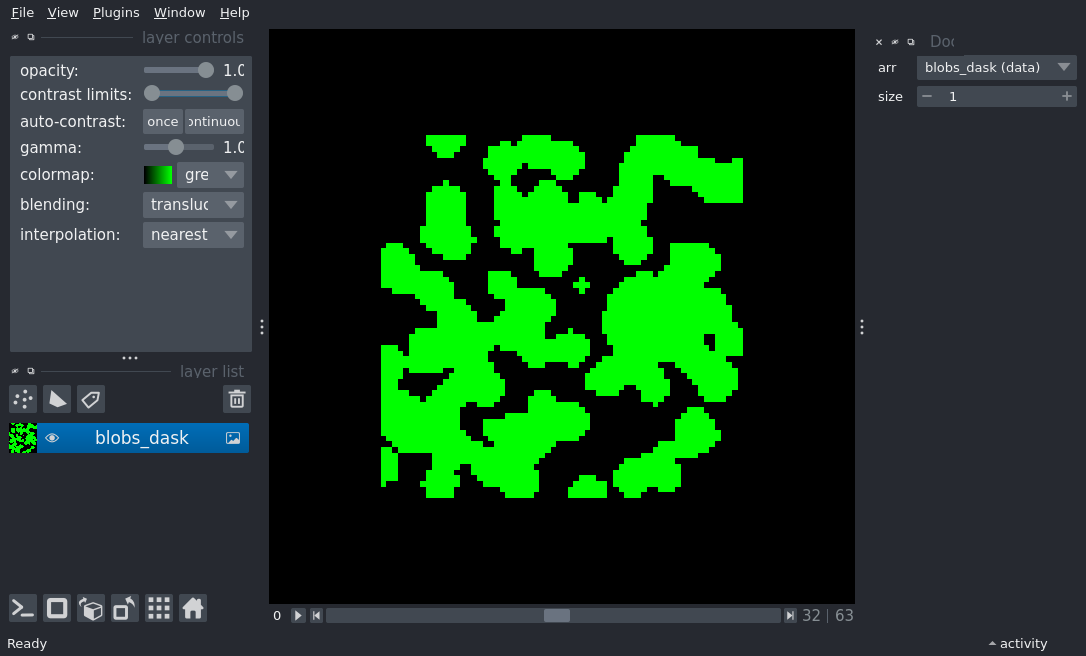 File View Plugins Window Help
layer controls
opacity: 1.0
contrast limits:
auto-contrast: once ontinuou
gamma: 1.0
colormap: gre
blending: transluc
interpolation: nearest
layer list
blobs_dask
0 32 | 63
Ready
Doc
arr blobs_dask (data)
size 1
activity